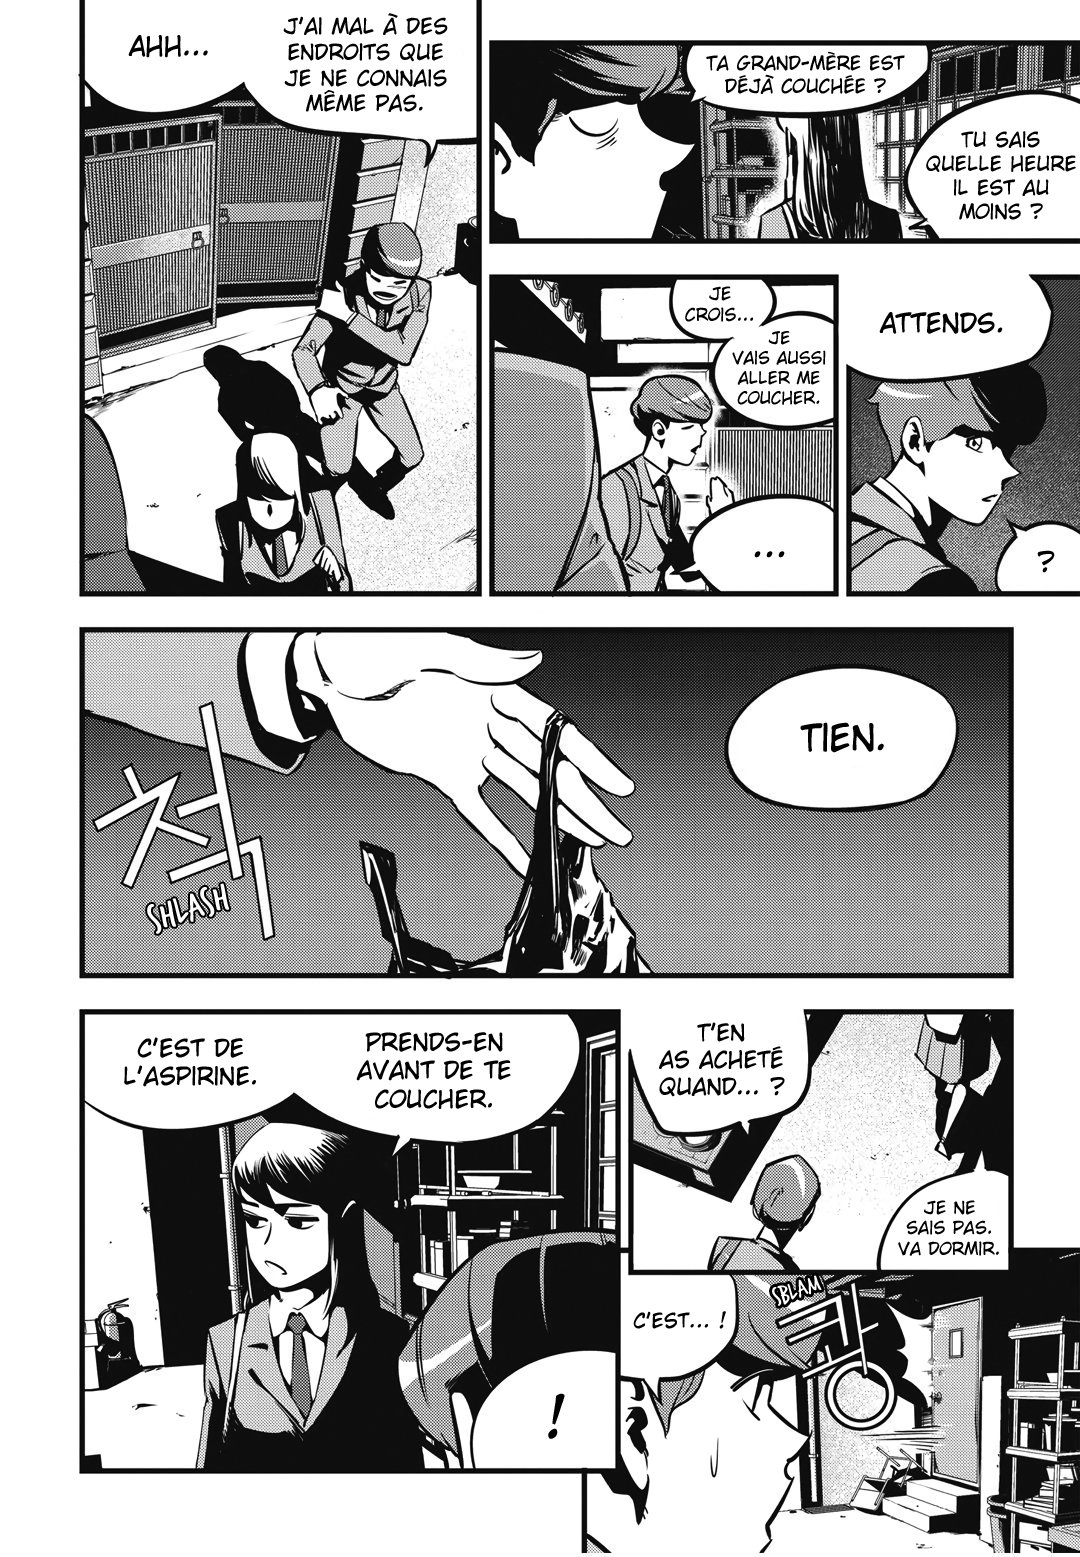 AHH...
J'AI MAL À DES
ENDROITS QUE
JE NE CONNAIS
MÊME PAS.
TA GRAND-MÈRE EST
DÉJÀ COUCHÉE ?
TU SAIS
QUELLE HEURE
IL EST AU
MOINS ?
JE
CROIS...
JE
VAIS AUSSI
ALLER ME
COUCHER.
...
ATTENDS.
?
TIEN.
척
SHLASH
C'EST DE
L'ASPIRINE.
PRENDS-EN
AVANT DE TE
COUCHER.
!
T'EN
AS ACHETÉ
QUAND... ?
JE NE
SAIS PAS.
VA DORMIR.
C'EST... !
SBLAM
쾅